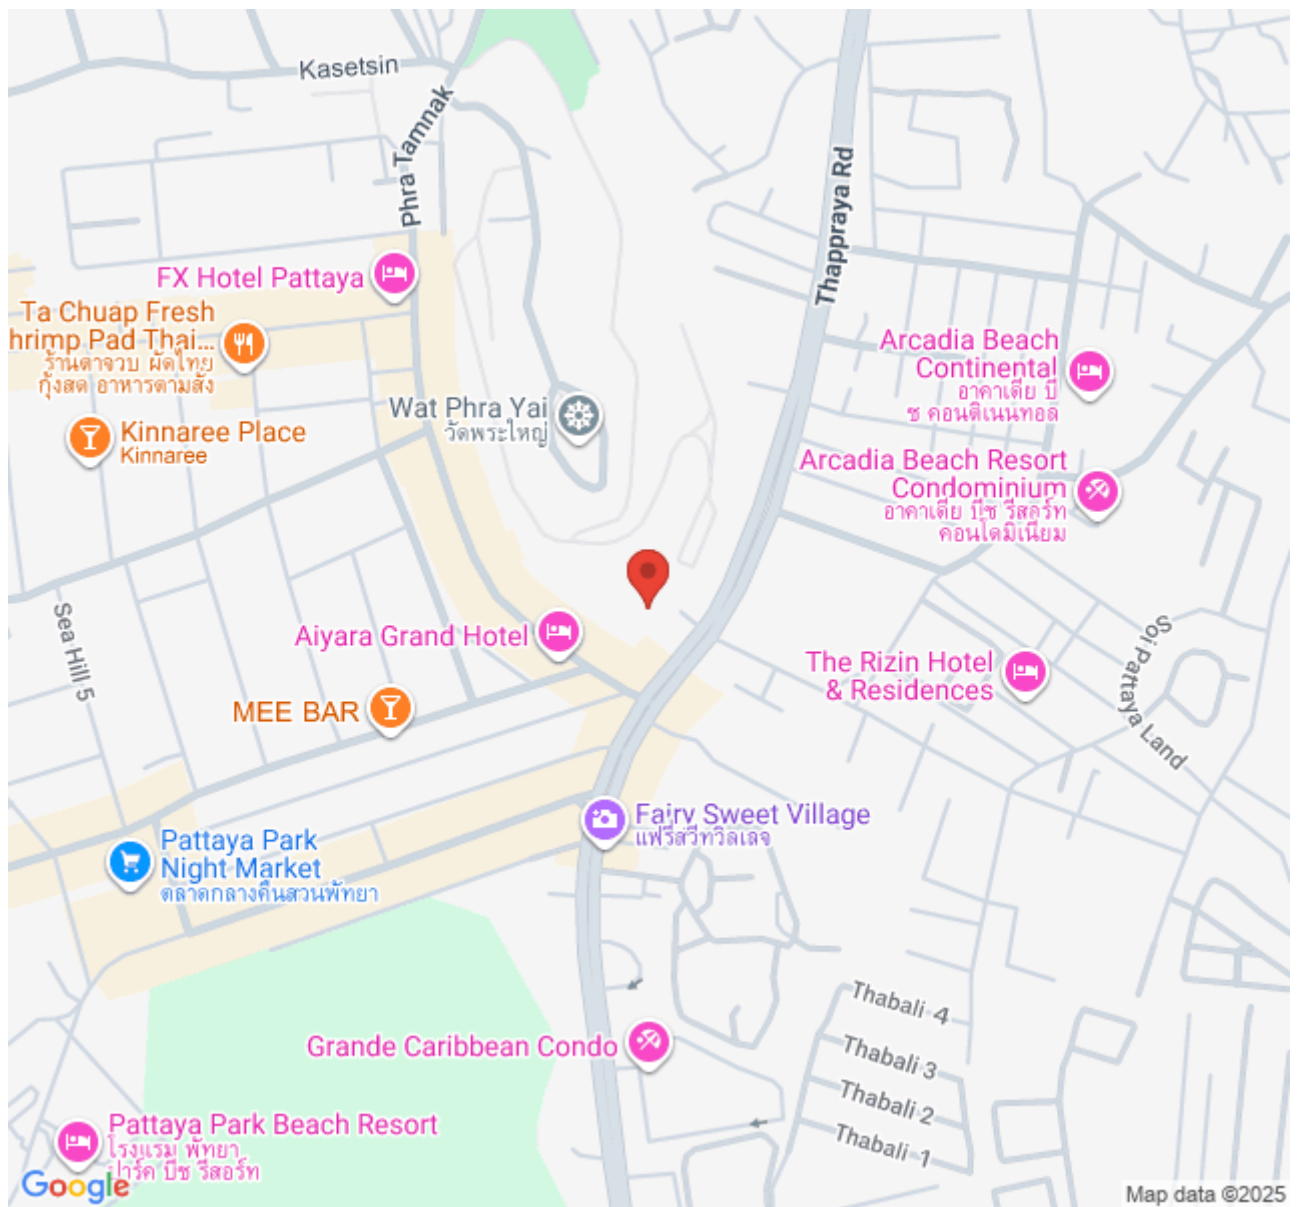 Kasetsin
Phra Tamnak
Thappraya Rd
FX Hotel Pattaya
Ta Chuap Fresh
hrimp Pad Thai...
ร้านตาจวบ ผัดไทย
กุ้งสด อาหารตามสั่ง
Arcadia Beach
Continental
อาคาเดีย บี
ช คอนติเนนทอล
Wat Phra Yai
วัดพระใหญ่
Kinnaree Place
Kinnaree
Arcadia Beach Resort
Condominium
อาคาเดีย บีช รีสอร์ท
คอนโดมิเนียม
Sea Hill 5
Aiyara Grand Hotel
The Rizin Hotel
& Residences
Soi Pattaya Land
MEE BAR
Fairy Sweet Village
แฟรี่สวีทวิลเลจ
Pattaya Park
Night Market
ตลาดกลางคืนสวนพัทยา
Thabali 4
Grande Caribbean Condo
Thabali 3
Thabali 2
Thabali 1
Pattaya Park Beach Resort
โรงแรม พัทยา
ปาร์ค บีช รีสอร์ท
Google
Map data ©2025